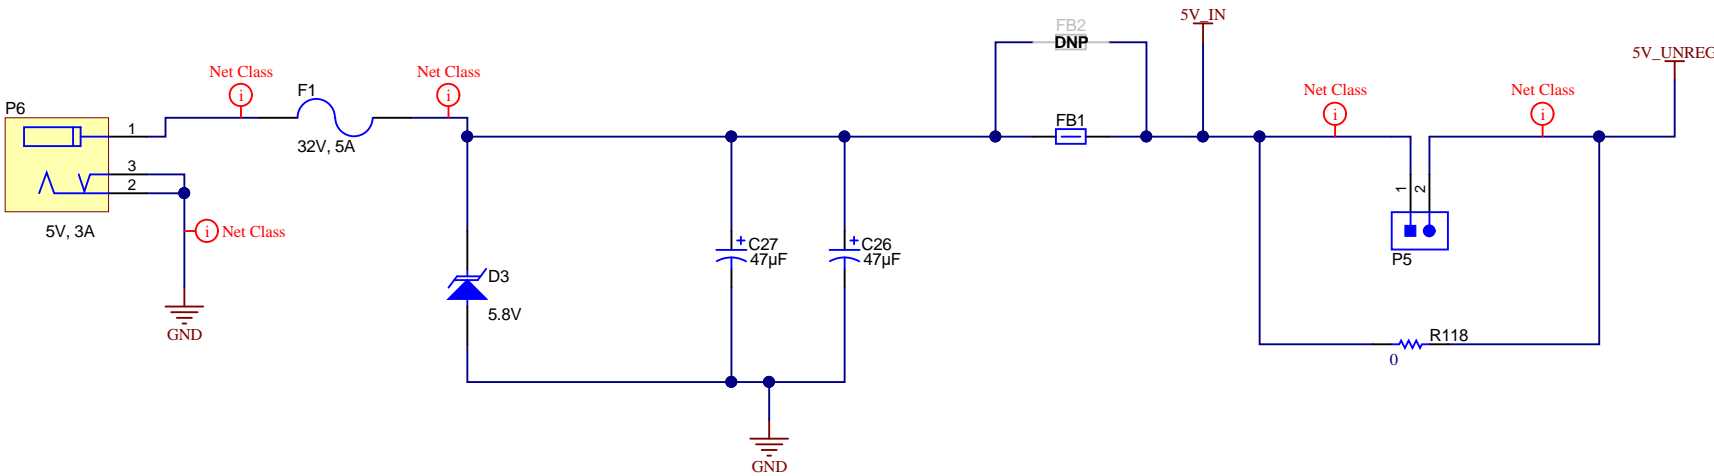 FB2
DNP
5V_IN
5V_UNREG
Net Class
i
F1
Net Class
i
Net Class
i
Net Class
i
P6
1
3
2
32V, 5A
FB1
5V, 3A
i Net Class
GND
1
2
P5
C27
47µF
C26
47µF
D3
5.8V
R118
0
GND